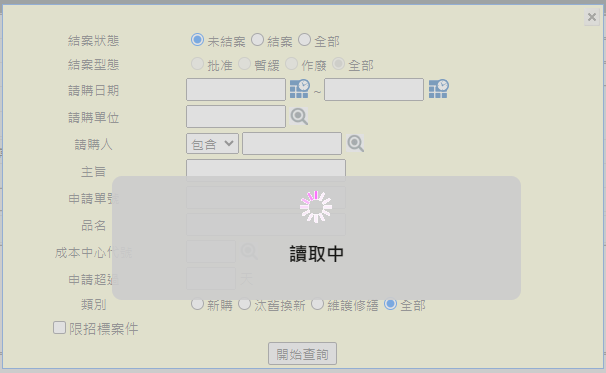 ×
結案狀態 未結案 結案 全部
結案型態 批准 暫緩 作廢 全部
請購日期 ~
請購單位
請購人 包含
主旨
申請單號
品名
成本中心代
申請超過
讀取中
類別 新購 汰舊換新 維護修繕 全部
限招標案件
開始查詢